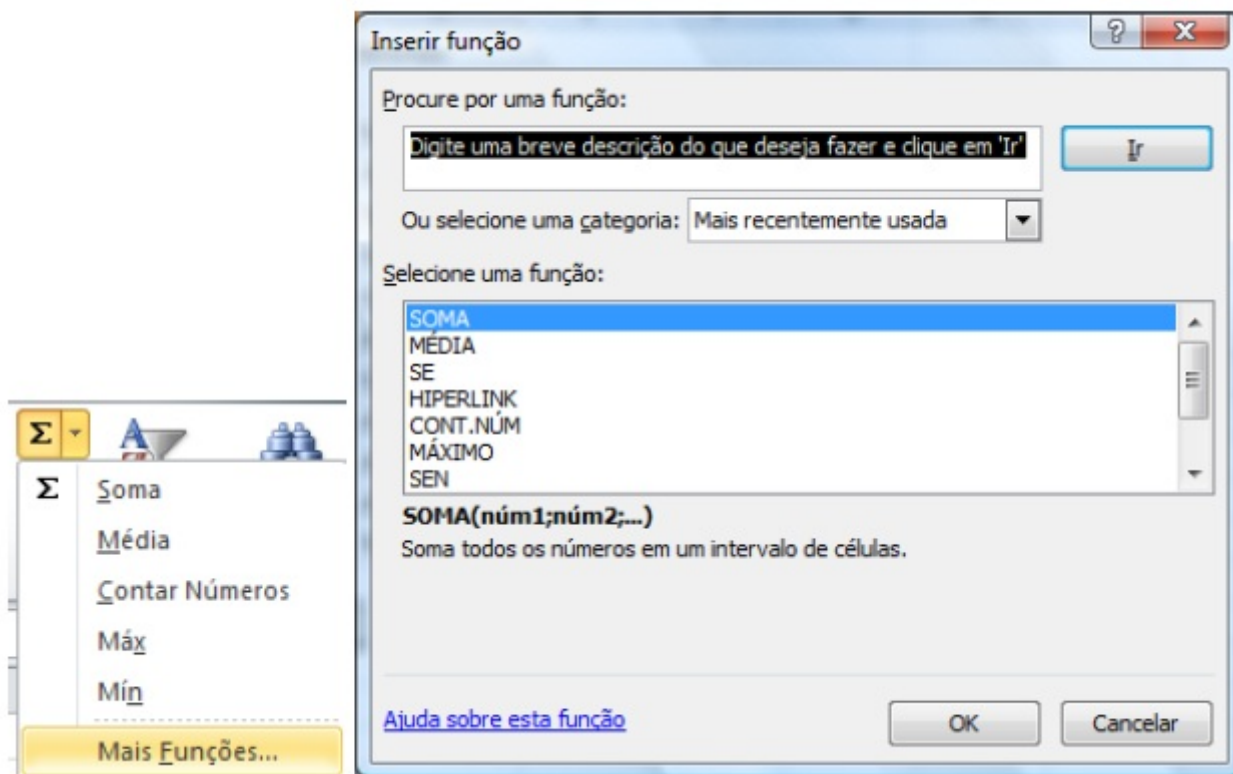 Σ
Σ Soma
Média
Contar Números
Máx
Mín
Mais Funções...
Inserir função
Procure por uma função:
Digite uma breve descrição do que deseja fazer e clique em 'Ir'
Ir
Ou selecione uma categoria: Mais recentemente usada
Selecione uma função:
SOMA
MÉDIA
SE
HIPERLINK
CONT.NÚM
MÁXIMO
SEN
SOMA(núm1;núm2;...)
Soma todos os números em um intervalo de células.
Ajuda sobre esta função
OK
Cancelar